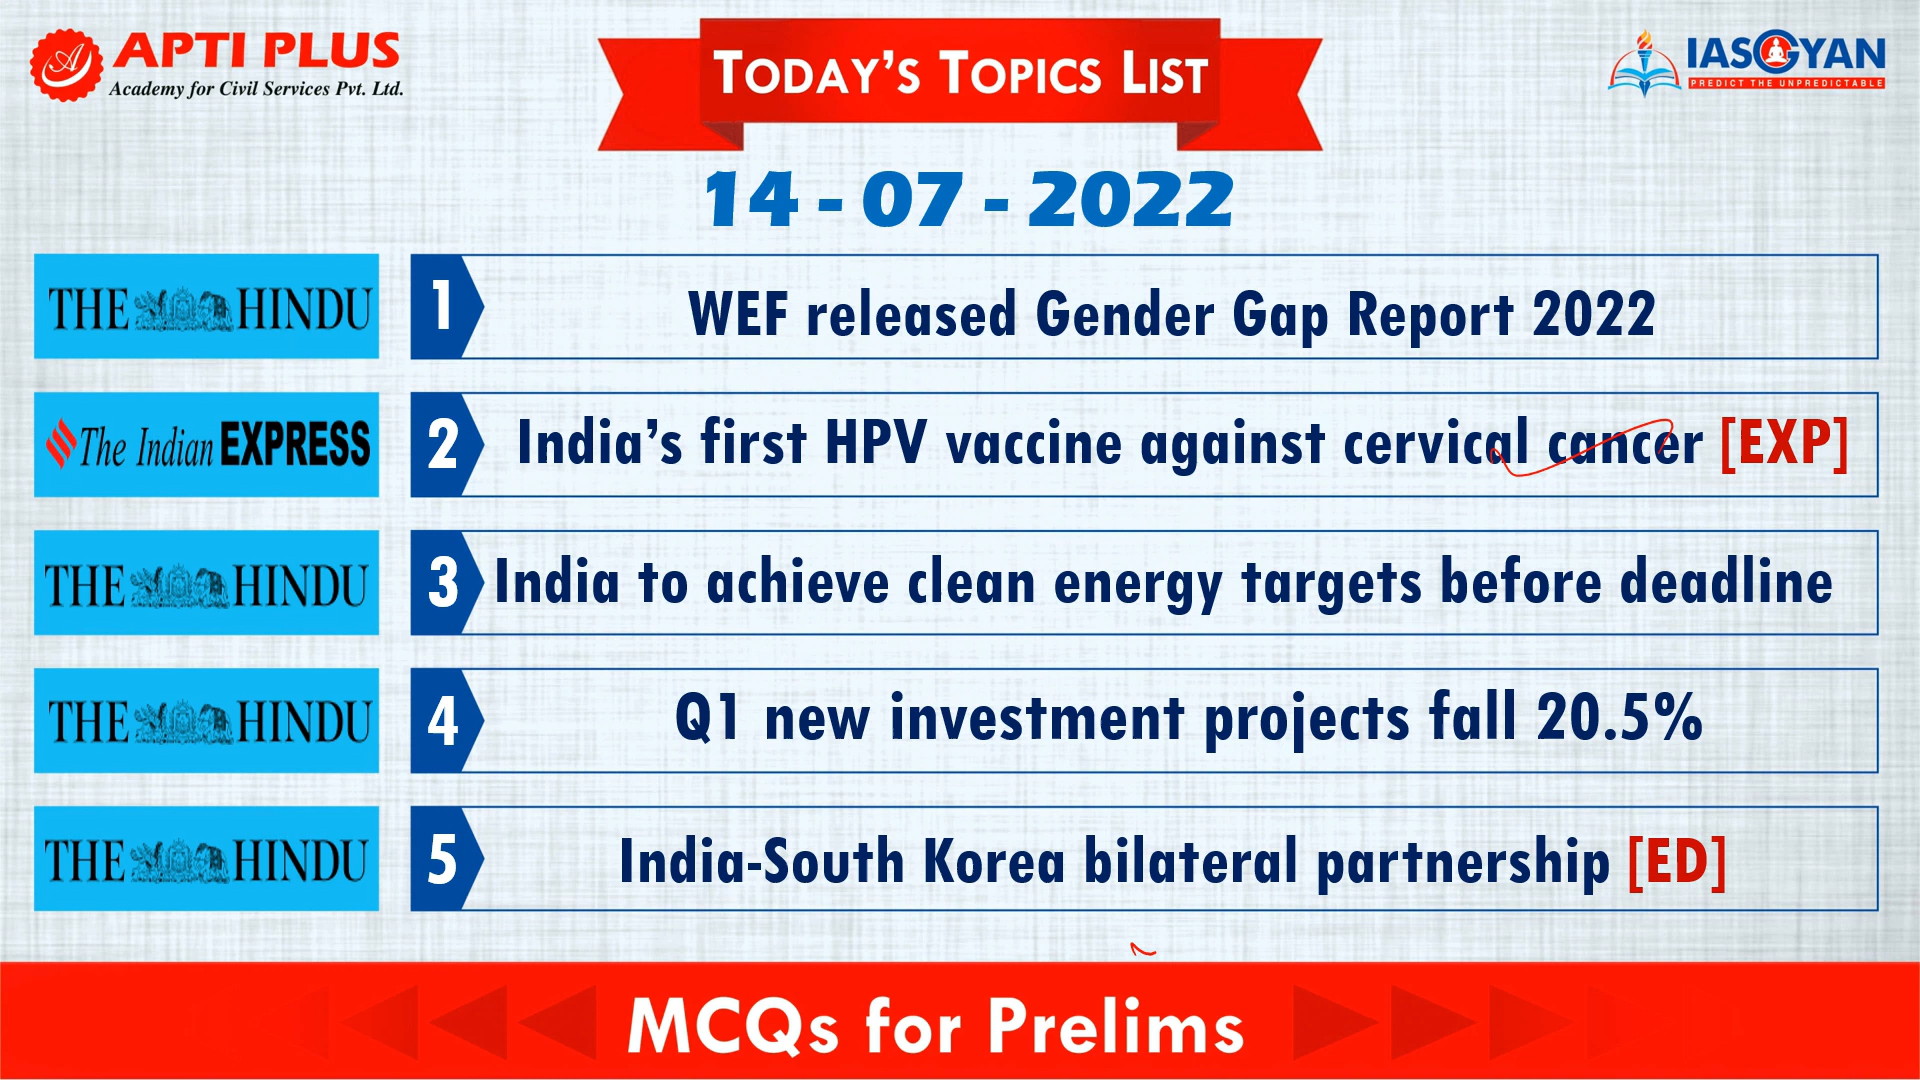 APTI PLUS
Academy for Civil Services Pvt. Ltd.
TODAY'S TOPICS LIST
IASGYAN
PREDICT THE UNPREDICTABLE
14 - 07 - 2022
THE HINDU
1
WEF released Gender Gap Report 2022
The Indian EXPRESS
2
India's first HPV vaccine against cervical cancer [EXP]
THE HINDU
3
India to achieve clean energy targets before deadline
THE HINDU
4
Q1 new investment projects fall 20.5%
THE HINDU
5
India-South Korea bilateral partnership [ED]
MCQs for Prelims